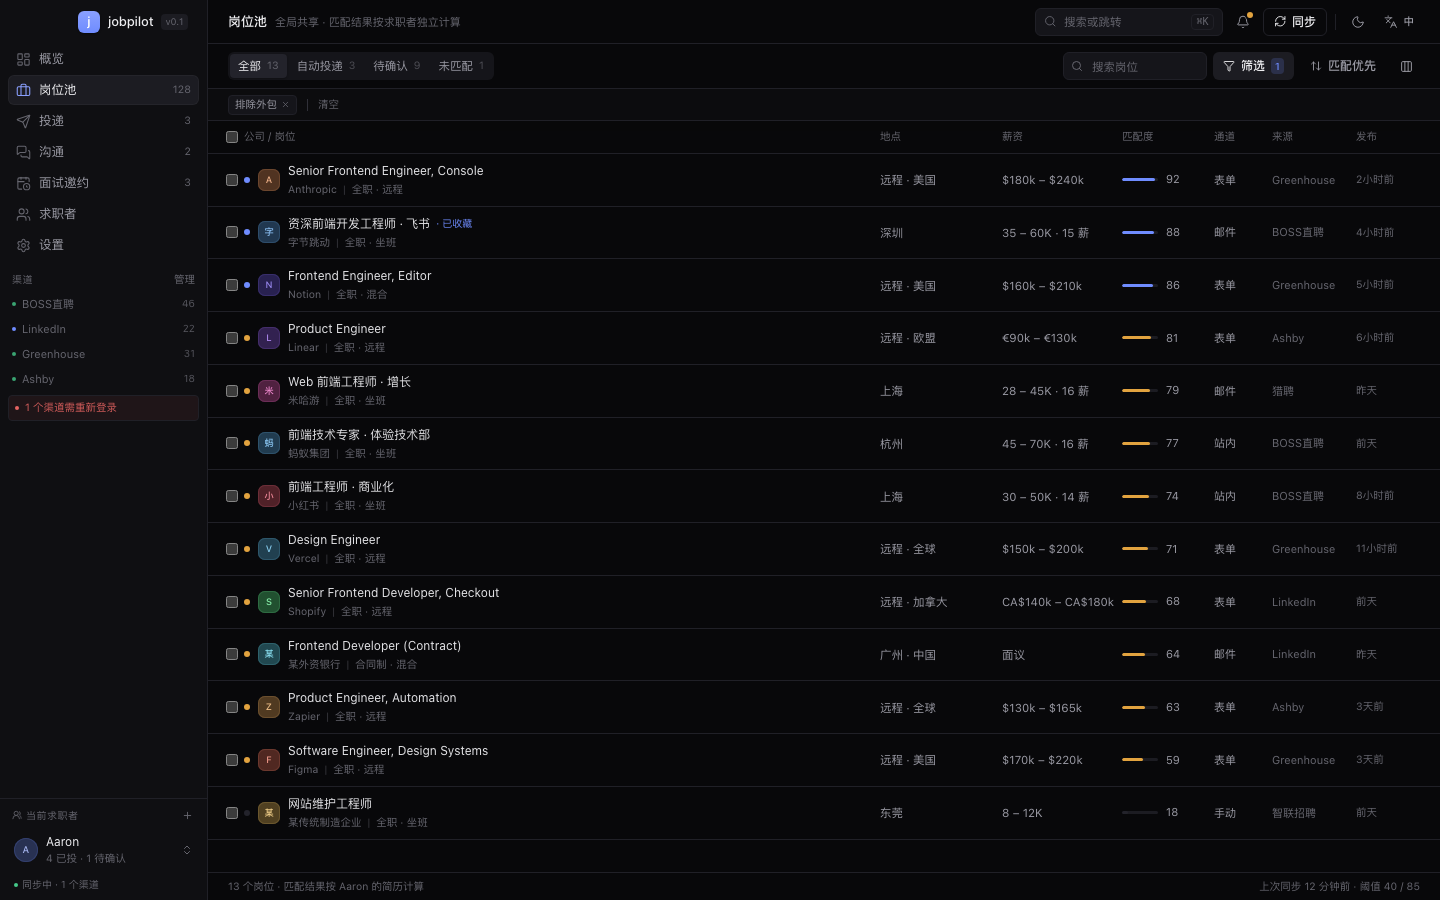 j jobpilot v0.1
概览
岗位池 128
投递 3
沟通 2
面试邀约 3
求职者
设置
渠道 管理
BOSS直聘 46
LinkedIn 22
Greenhouse 31
Ashby 18
1 个渠道需重新登录
当前求职者 +
A Aaron
4 已投 · 1 待确认
同步中 · 1 个渠道
岗位池 全局共享 · 匹配结果按求职者独立计算
搜索或跳转 ⌘K 同步 中
全部 13 自动投递 3 待确认 9 未匹配 1
搜索岗位 筛选 1 匹配优先
排除外包 × 清空
公司 / 岗位 地点 薪资 匹配度 通道 来源 发布
A Senior Frontend Engineer, Console
Anthropic | 全职 · 远程
远程 · 美国 $180k – $240k 92 表单 Greenhouse 2小时前
字 资深前端开发工程师 · 飞书 · 已收藏
字节跳动 | 全职 · 坐班
深圳 35 – 60K · 15 薪 88 邮件 BOSS直聘 4小时前
N Frontend Engineer, Editor
Notion | 全职 · 混合
远程 · 美国 $160k – $210k 86 表单 Greenhouse 5小时前
L Product Engineer
Linear | 全职 · 远程
远程 · 欧盟 €90k – €130k 81 表单 Ashby 6小时前
米 Web 前端工程师 · 增长
米哈游 | 全职 · 坐班
上海 28 – 45K · 16 薪 79 邮件 猎聘 昨天
蚂 前端技术专家 · 体验技术部
蚂蚁集团 | 全职 · 坐班
杭州 45 – 70K · 16 薪 77 站内 BOSS直聘 前天
小 前端工程师 · 商业化
小红书 | 全职 · 坐班
上海 30 – 50K · 14 薪 74 站内 BOSS直聘 8小时前
V Design Engineer
Vercel | 全职 · 远程
远程 · 全球 $150k – $200k 71 表单 Greenhouse 11小时前
S Senior Frontend Developer, Checkout
Shopify | 全职 · 远程
远程 · 加拿大 CA$140k – CA$180k 68 表单 LinkedIn 前天
某 Frontend Developer (Contract)
某外资银行 | 合同制 · 混合
广州 · 中国 面议 64 邮件 LinkedIn 昨天
Z Product Engineer, Automation
Zapier | 全职 · 远程
远程 · 全球 $130k – $165k 63 表单 Ashby 3天前
F Software Engineer, Design Systems
Figma | 全职 · 远程
远程 · 美国 $170k – $220k 59 表单 Greenhouse 3天前
某 网站维护工程师
某传统制造企业 | 全职 · 坐班
东莞 8 – 12K 18 手动 智联招聘 前天
13 个岗位 · 匹配结果按 Aaron 的简历计算 上次同步 12 分钟前 · 阈值 40 / 85